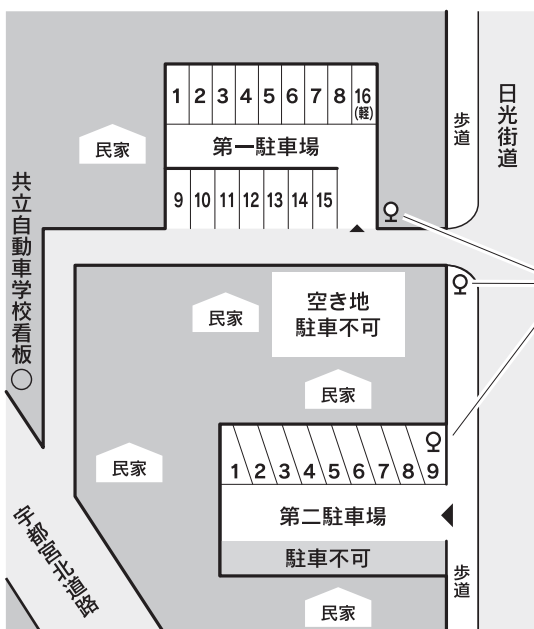 1 2 3 4 5 6 7 8 16
(軽)
第一駐車場
9 10 11 12 13 14 15
民家
歩道
日光街道
共立自動車学校看板○
民家
空き地
駐車不可
民家
民家
1 2 3 4 5 6 7 8 9
第二駐車場
駐車不可
宇都宮北道路
歩道
民家